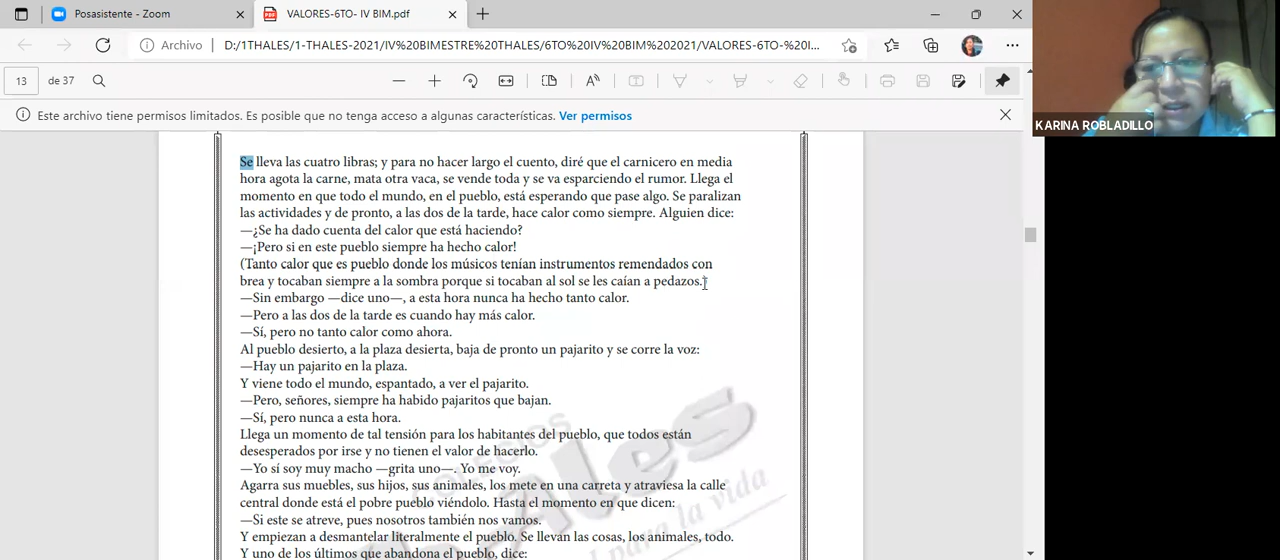 Posasistente - Zoom
VALORES-6TO- IV BIM.pdf
Archivo
D:/1THALES/1-THALES-2021/IV%20BIMESTRE%20THALES/6TO%20IV%20BIM%202021/VALORES-6TO-%20I...
13 de 37
Este archivo tiene permisos limitados. Es posible que no tenga acceso a algunas características. Ver permisos
KARINA ROBLADILLO
Se lleva las cuatro libras; y para no hacer largo el cuento, diré que el carnicero en media
hora agota la carne, mata otra vaca, se vende toda y se va esparciendo el rumor. Llega el
momento en que todo el mundo, en el pueblo, está esperando que pase algo. Se paralizan
las actividades y de pronto, a las dos de la tarde, hace calor como siempre. Alguien dice:
—¿Se ha dado cuenta del calor que está haciendo?
—¡Pero si en este pueblo siempre ha hecho calor!
(Tanto calor que es pueblo donde los músicos tenían instrumentos remendados con
brea y tocaban siempre a la sombra porque si tocaban al sol se les caían a pedazos.)
—Sin embargo —dice uno—, a esta hora nunca ha hecho tanto calor.
—Pero a las dos de la tarde es cuando hay más calor.
—Sí, pero no tanto calor como ahora.
Al pueblo desierto, a la plaza desierta, baja de pronto un pajarito y se corre la voz:
—Hay un pajarito en la plaza.
Y viene todo el mundo, espantado, a ver el pajarito.
—Pero, señores, siempre ha habido pajaritos que bajan.
—Sí, pero nunca a esta hora.
Llega un momento de tal tensión para los habitantes del pueblo, que todos están
desesperados por irse y no tienen el valor de hacerlo.
—Yo sí soy muy macho —grita uno—. Yo me voy.
Agarra sus muebles, sus hijos, sus animales, los mete en una carreta y atraviesa la calle
central donde está el pobre pueblo viéndolo. Hasta el momento en que dicen:
—Si este se atreve, pues nosotros también nos vamos.
Y empiezan a desmantelar literalmente el pueblo. Se llevan las cosas, los animales, todo.
Y uno de los últimos que abandona el pueblo, dice:
COLEGIOS
para la vida